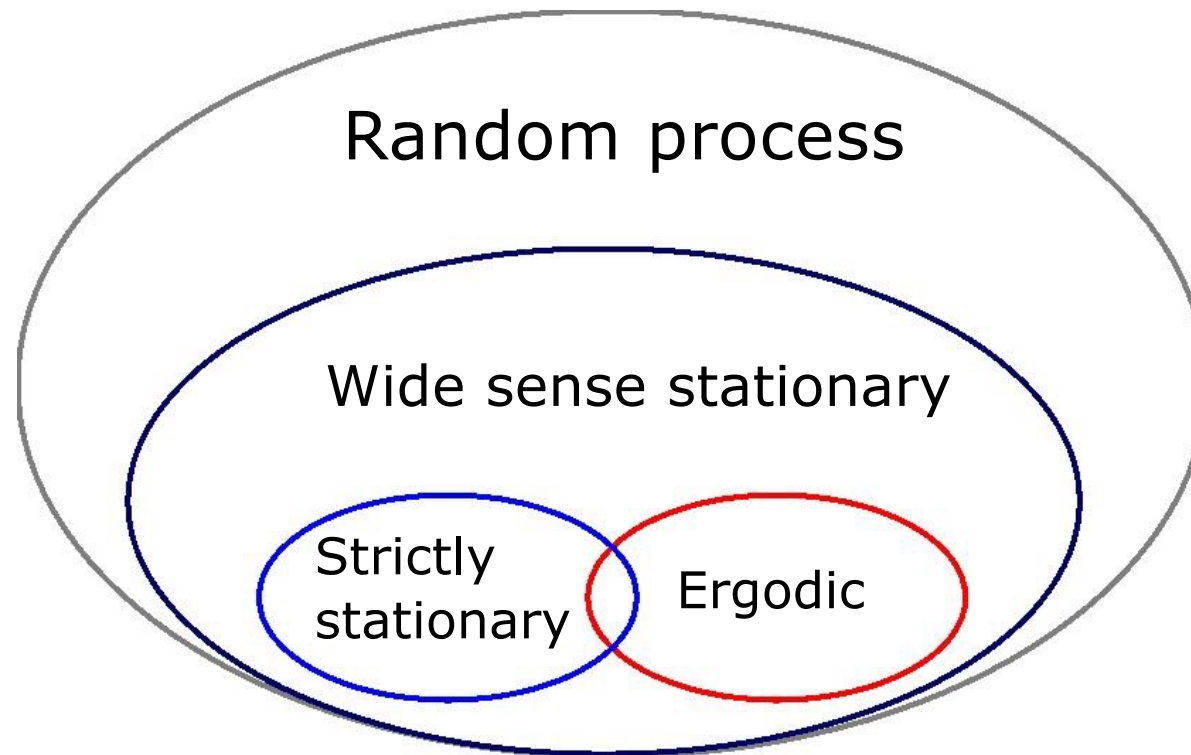 Random process
Wide sense stationary
Strictly
stationary
Ergodic